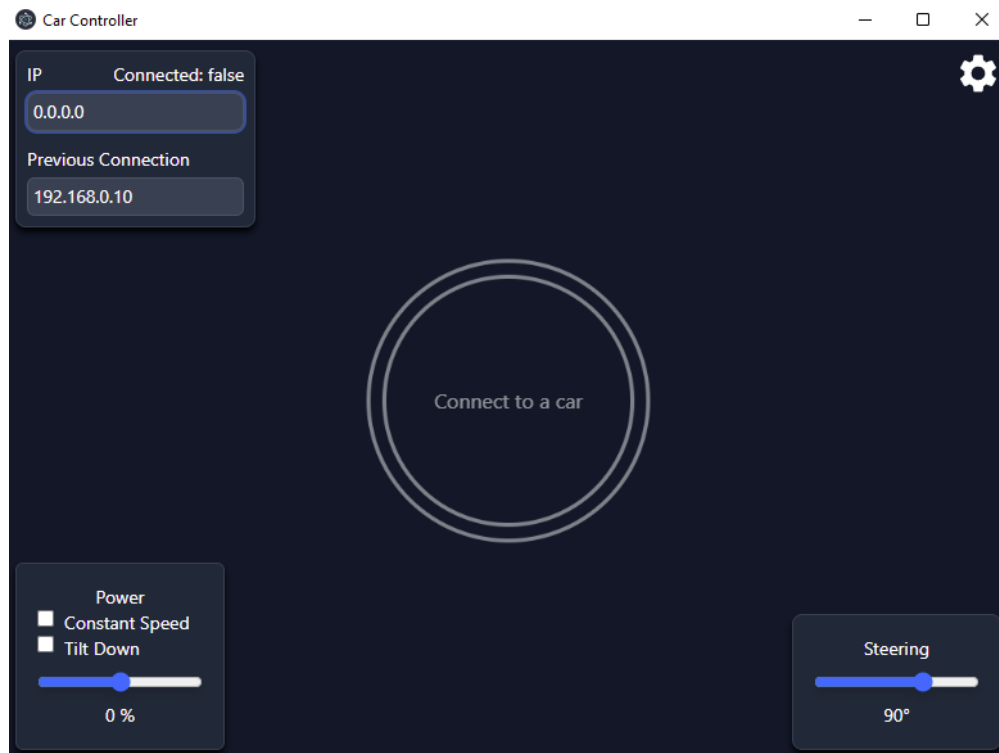 Car Controller
IP Connected: false
0.0.0.0
Previous Connection
192.168.0.10
Connect to a car
Power
Constant Speed
Tilt Down
0 %
Steering
90°